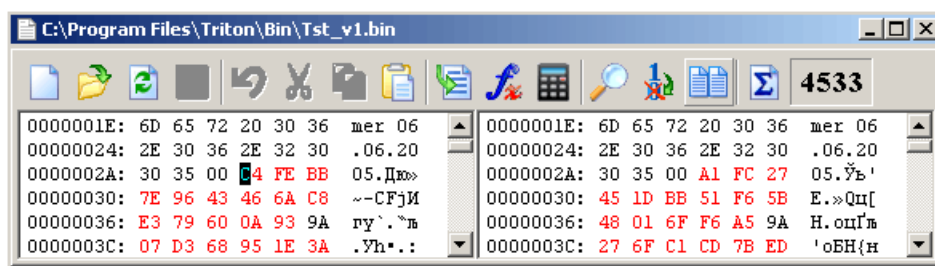 C:\Program Files\Triton\Bin\Tst_v1.bin
4533
0000001E: 6D 65 72 20 30 36 mer 06
00000024: 2E 30 36 2E 32 30 .06.20
0000002A: 30 35 00 C4 FE BB 05.Дю»
00000030: 7E 96 43 46 6A C8 ~–CFjИ
00000036: E3 79 60 0A 93 9A гy`.“љ
0000003C: 07 D3 68 95 1E 3A .Уh•.:
0000001E: 6D 65 72 20 30 36 mer 06
00000024: 2E 30 36 2E 32 30 .06.20
0000002A: 30 35 00 A1 FC 27 05.Ўь'
00000030: 45 1D BB 51 F6 5B E.»Qц[
00000036: 48 01 6F F6 A5 9A H.oцҐљ
0000003C: 27 6F C1 CD 7B ED 'oБН{н